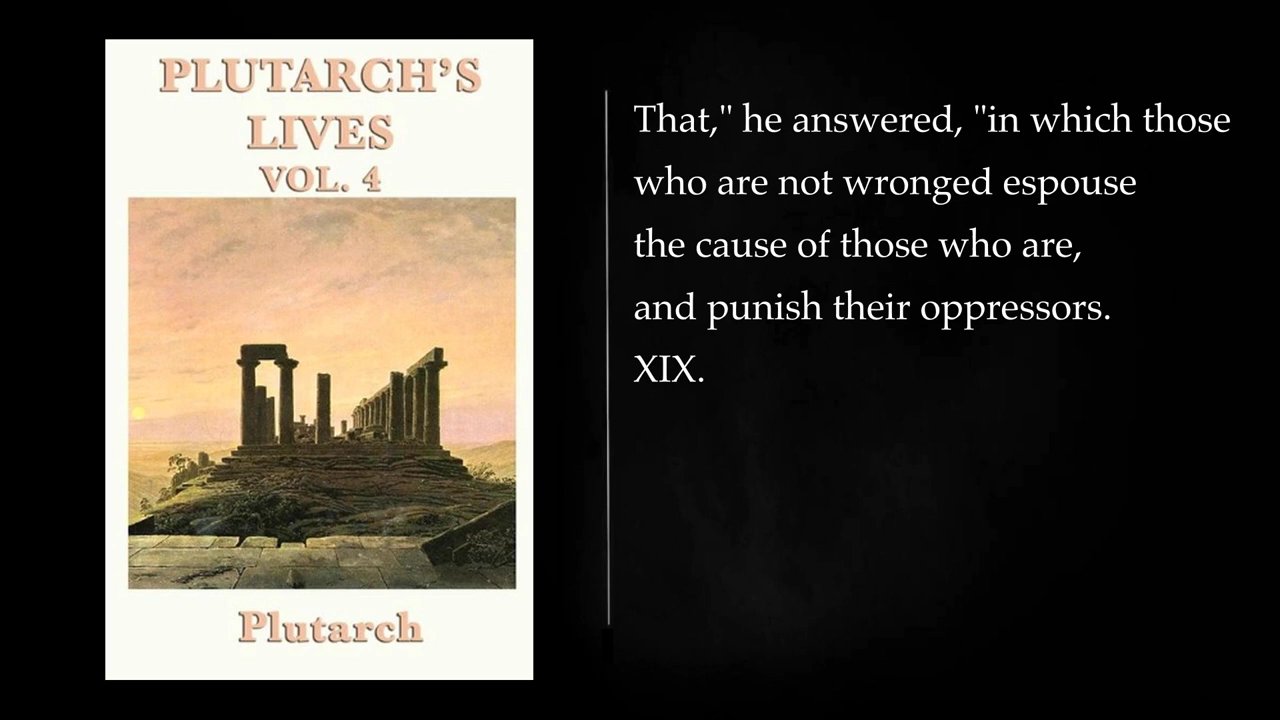 PLUTARCH'S
LIVES
VOL. 4
Plutarch
That," he answered, "in which those
who are not wronged espouse
the cause of those who are,
and punish their oppressors.
XIX.